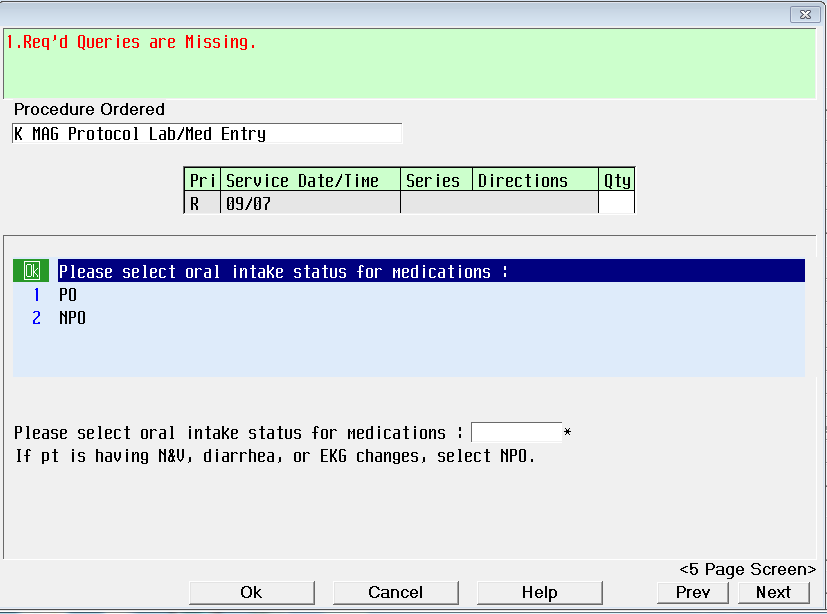 1.Req'd Queries are Missing.
Procedure Ordered
K MAG Protocol Lab/Med Entry
Pri Service Date/Time Series Directions Qty
R 09/07
Ok Please select oral intake status for medications :
1 PO
2 NPO
Please select oral intake status for medications : *
If pt is having N&V, diarrhea, or EKG changes, select NPO.
<5 Page Screen>
Ok Cancel Help Prev Next